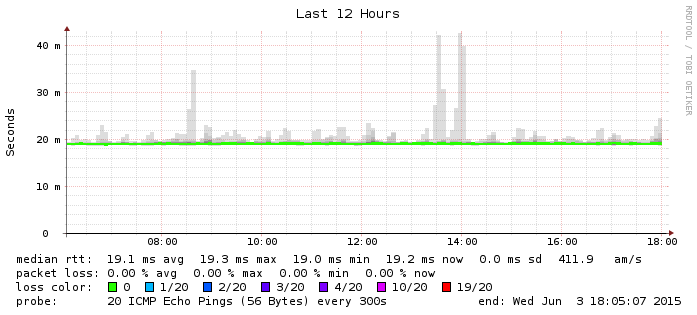 Last 12 Hours
RRDTOOL / TOBI OETIKER
Seconds
40 m
30 m
20 m
10 m
0
08:00 10:00 12:00 14:00 16:00 18:00
median rtt: 19.1 ms avg 19.3 ms max 19.0 ms min 19.2 ms now 0.0 ms sd 411.9 am/s
packet loss: 0.00 % avg 0.00 % max 0.00 % min 0.00 % now
loss color: 0 1/20 2/20 3/20 4/20 10/20 19/20
probe: 20 ICMP Echo Pings (56 Bytes) every 300s end: Wed Jun 3 18:05:07 2015